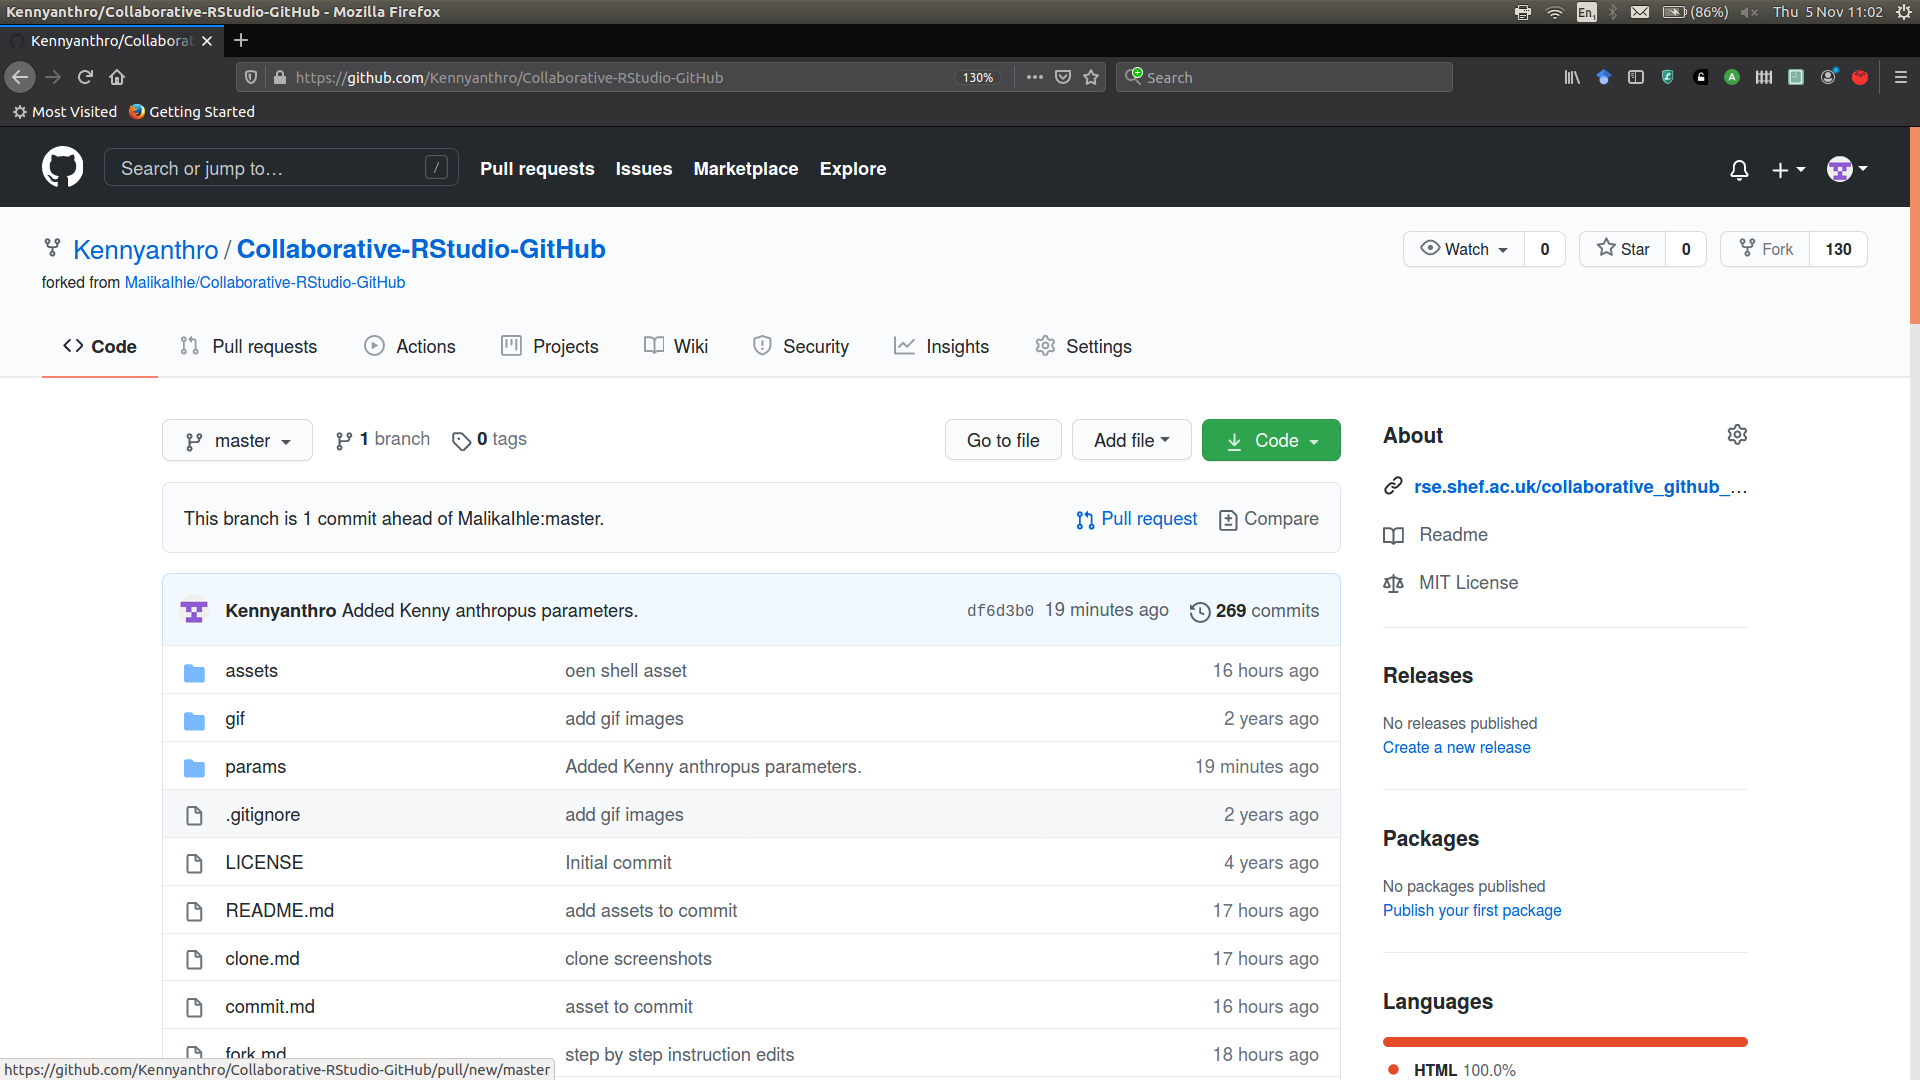 Kennyanthro/Collaborative-RStudio-GitHub - Mozilla Firefox
En1 (86%) Thu 5 Nov 11:02
Kennyanthro/Collaborat
https://github.com/Kennyanthro/Collaborative-RStudio-GitHub 130% Search
Most Visited Getting Started
Search or jump to… / Pull requests Issues Marketplace Explore
Kennyanthro / Collaborative-RStudio-GitHub
Watch 0 Star 0 Fork 130
forked from MalikaIhle/Collaborative-RStudio-GitHub
Code Pull requests Actions Projects Wiki Security Insights Settings
master 1 branch 0 tags Go to file Add file Code
This branch is 1 commit ahead of MalikaIhle:master. Pull request Compare
Kennyanthro Added Kenny anthropus parameters. df6d3b0 19 minutes ago 269 commits
assets oen shell asset 16 hours ago
gif add gif images 2 years ago
params Added Kenny anthropus parameters. 19 minutes ago
.gitignore add gif images 2 years ago
LICENSE Initial commit 4 years ago
README.md add assets to commit 17 hours ago
clone.md clone screenshots 17 hours ago
commit.md asset to commit 16 hours ago
fork.md step by step instruction edits 18 hours ago
About
rse.shef.ac.uk/collaborative_github_…
Readme
MIT License
Releases
No releases published
Create a new release
Packages
No packages published
Publish your first package
Languages
HTML 100.0%
https://github.com/Kennyanthro/Collaborative-RStudio-GitHub/pull/new/master